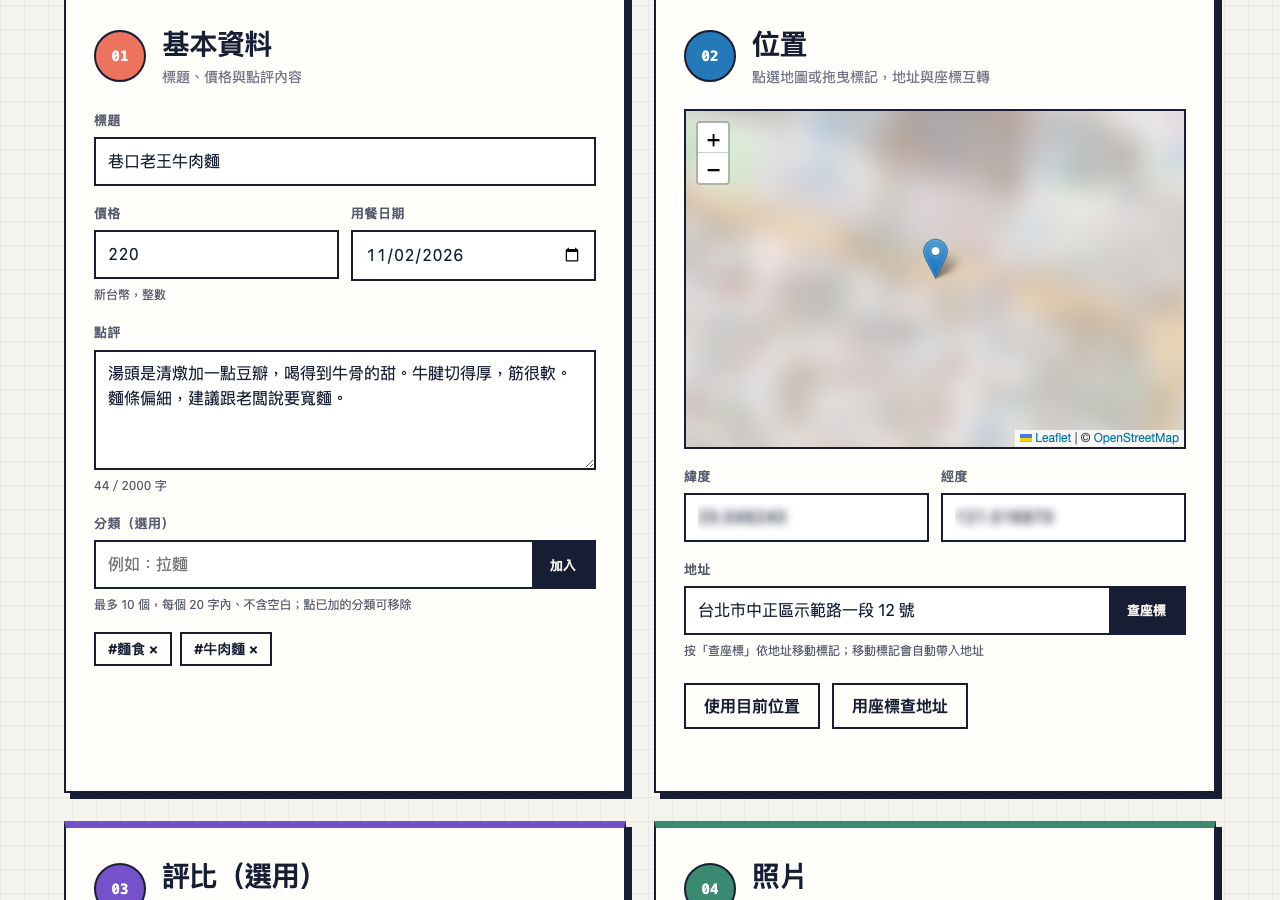 01
基本資料
標題、價格與點評內容
標題
巷口老王牛肉麵
價格
用餐日期
220
11/02/2026
新台幣，整數
點評
湯頭是清燉加一點豆瓣，喝得到牛骨的甜。牛腱切得厚，筋很軟。
麵條偏細，建議跟老闆說要寬麵。
44 / 2000 字
分類（選用）
例如：拉麵
加入
最多 10 個，每個 20 字內、不含空白；點已加的分類可移除
#麵食 ×
#牛肉麵 ×
02
位置
點選地圖或拖曳標記，地址與座標互轉
+
−
Leaflet | © OpenStreetMap
緯度
經度
地址
台北市中正區示範路一段 12 號
查座標
按「查座標」依地址移動標記；移動標記會自動帶入地址
使用目前位置
用座標查地址
03
評比（選用）
04
照片